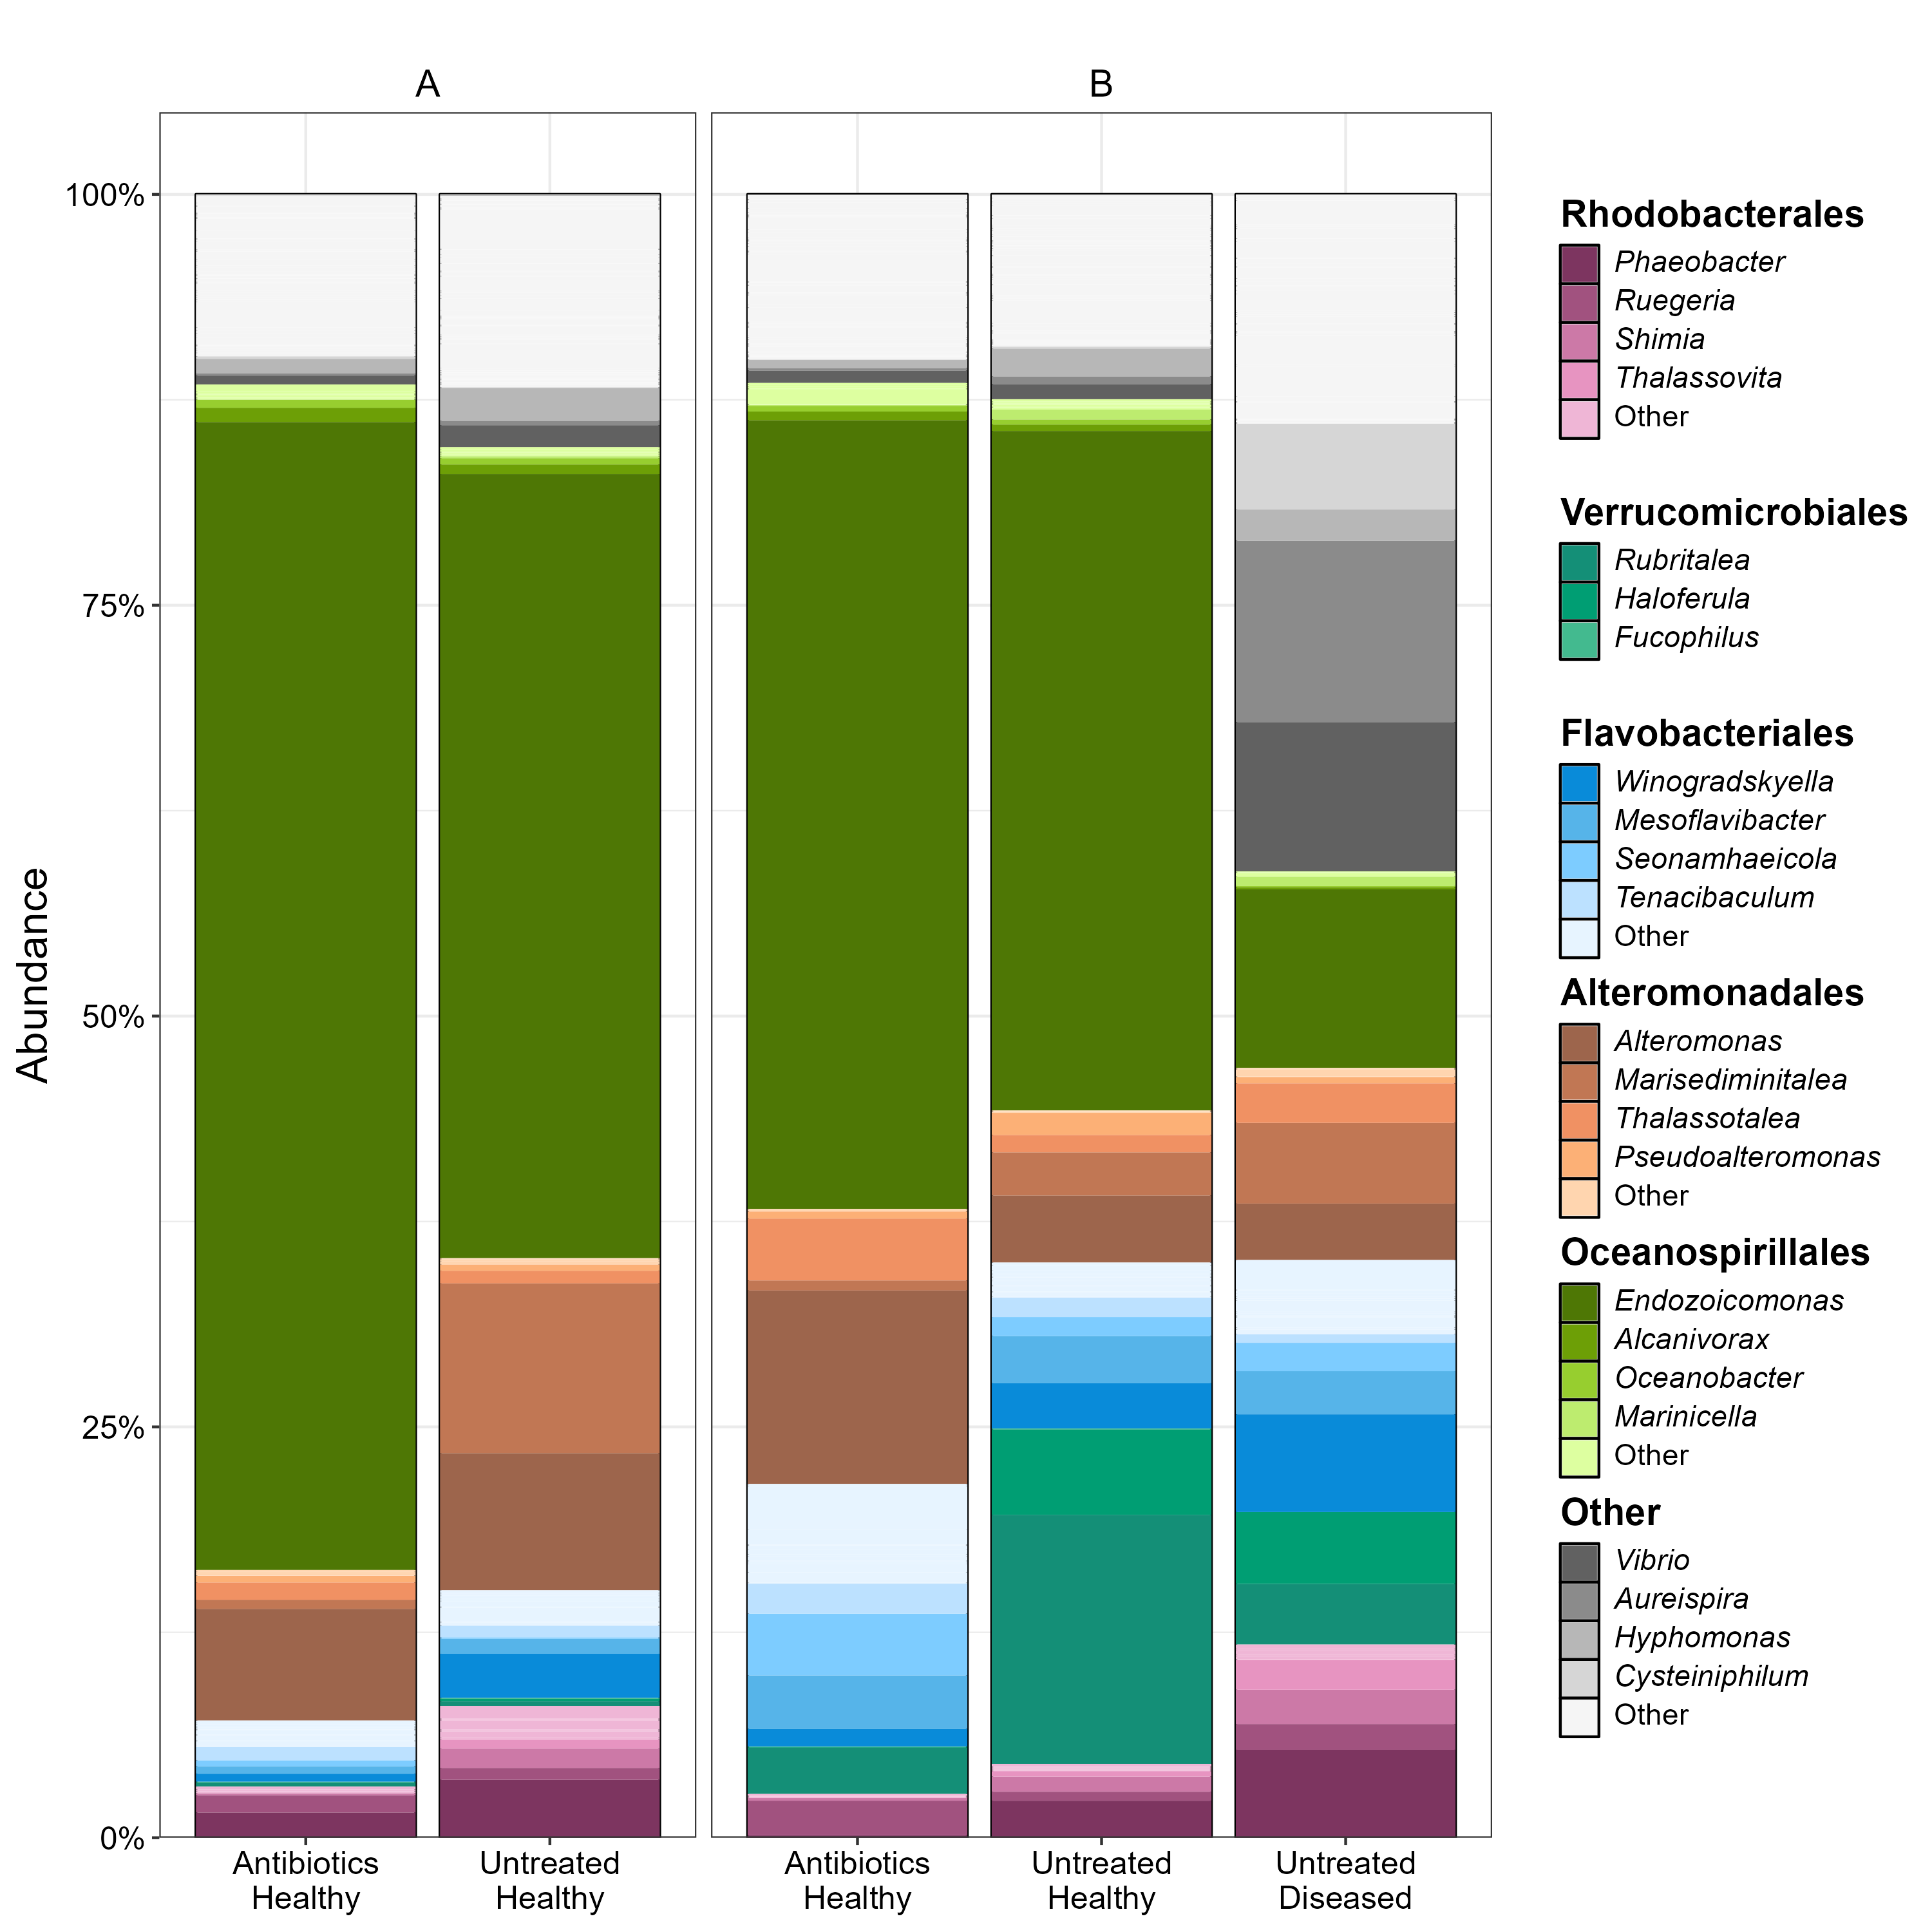 A
B
100%
75%
50%
25%
0%
Abundance
Antibiotics
Healthy
Untreated
Healthy
Antibiotics
Healthy
Untreated
Healthy
Untreated
Diseased
Rhodobacterales
Phaeobacter
Ruegeria
Shimia
Thalassovita
Other
Verrucomicrobiales
Rubritalea
Haloferula
Fucophilus
Flavobacteriales
Winogradskyella
Mesoflavibacter
Seonamhaeicola
Tenacibaculum
Other
Alteromonadales
Alteromonas
Marisediminitalea
Thalassotalea
Pseudoalteromonas
Other
Oceanospirillales
Endozoicomonas
Alcanivorax
Oceanobacter
Marinicella
Other
Other
Vibrio
Aureispira
Hyphomonas
Cysteiniphilum
Other